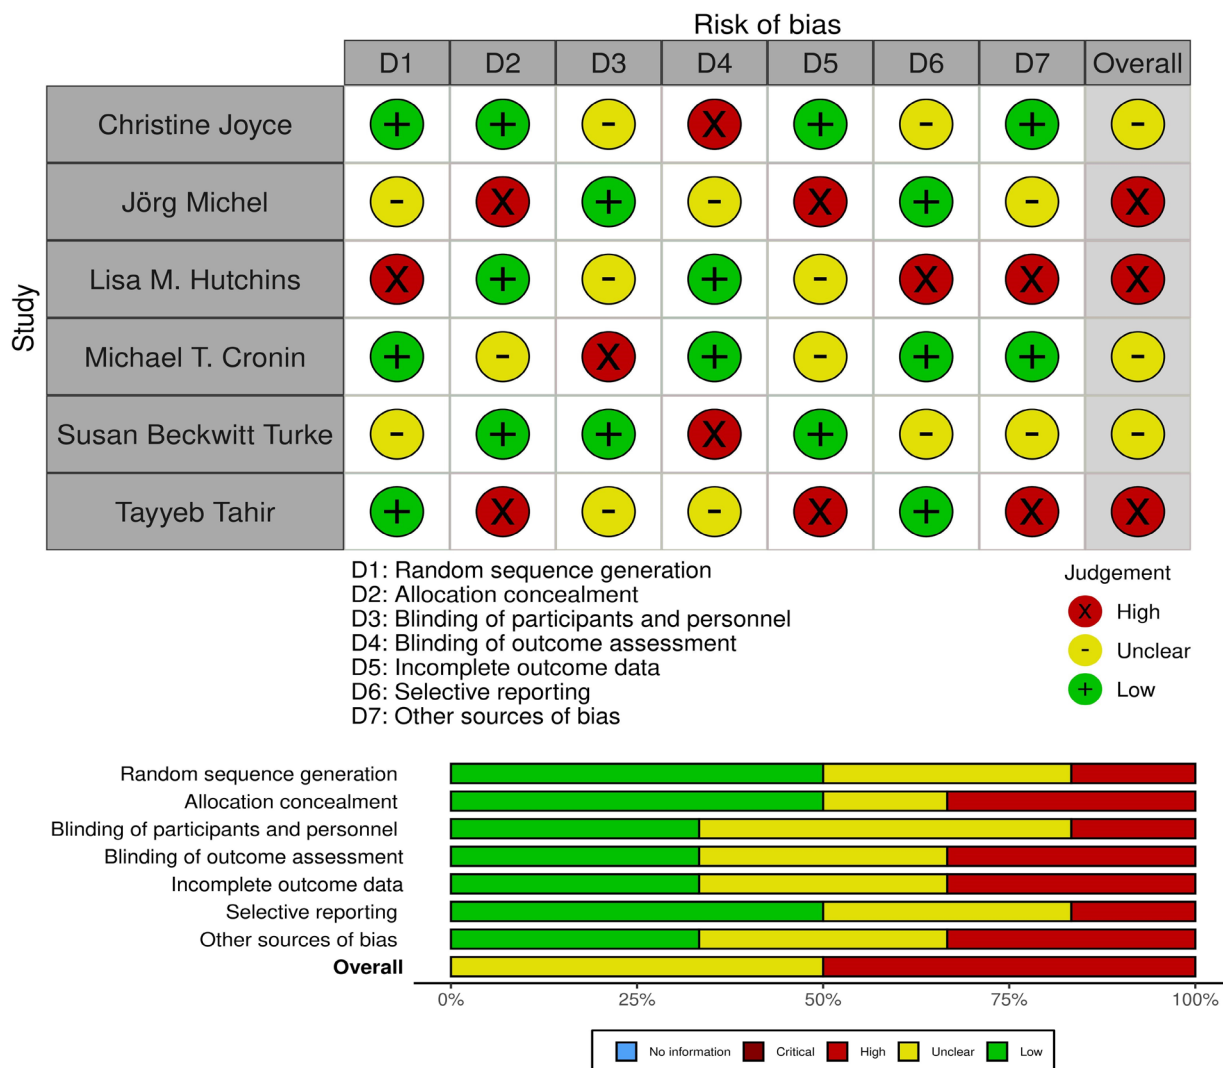 Risk of bias
D1 D2 D3 D4 D5 D6 D7 Overall
Study
Christine Joyce + + - X + - + -
Jörg Michel - X + - X + - X
Lisa M. Hutchins X + - + - X X X
Michael T. Cronin + - X + - + + -
Susan Beckwitt Turke - + + X + - - -
Tayyeb Tahir + X - - X + X X
D1: Random sequence generation
D2: Allocation concealment
D3: Blinding of participants and personnel
D4: Blinding of outcome assessment
D5: Incomplete outcome data
D6: Selective reporting
D7: Other sources of bias
Judgement
X High
- Unclear
+ Low
Random sequence generation
Allocation concealment
Blinding of participants and personnel
Blinding of outcome assessment
Incomplete outcome data
Selective reporting
Other sources of bias
Overall
0% 25% 50% 75% 100%
No information Critical High Unclear Low